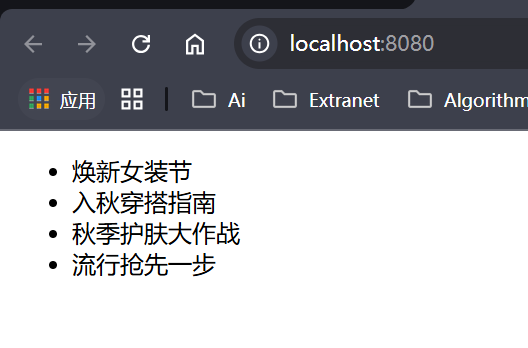 localhost:8080
应用
Ai
Extranet
Algorithm
焕新女装节
入秋穿搭指南
秋季护肤大作战
流行抢先一步